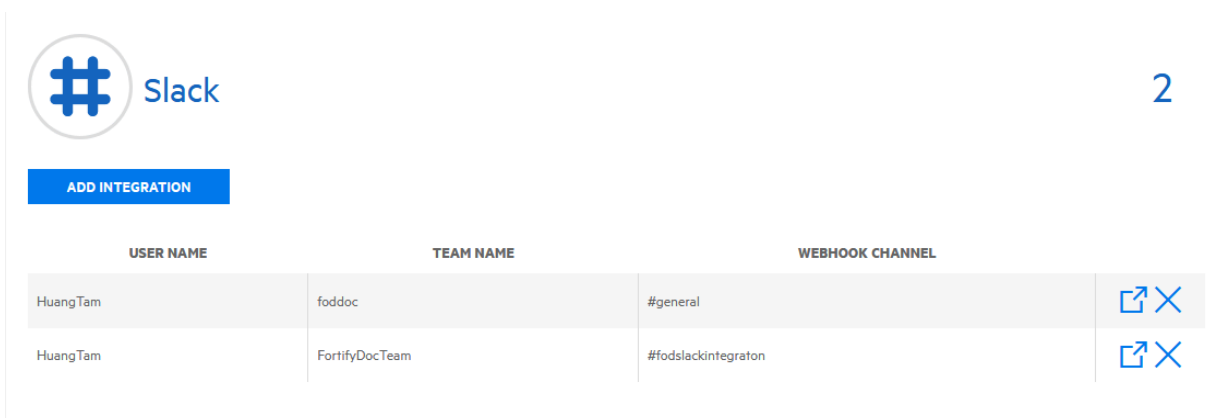 Slack
2
ADD INTEGRATION
USER NAME TEAM NAME WEBHOOK CHANNEL
HuangTam foddoc #general
HuangTam FortifyDocTeam #fodslackintegraton